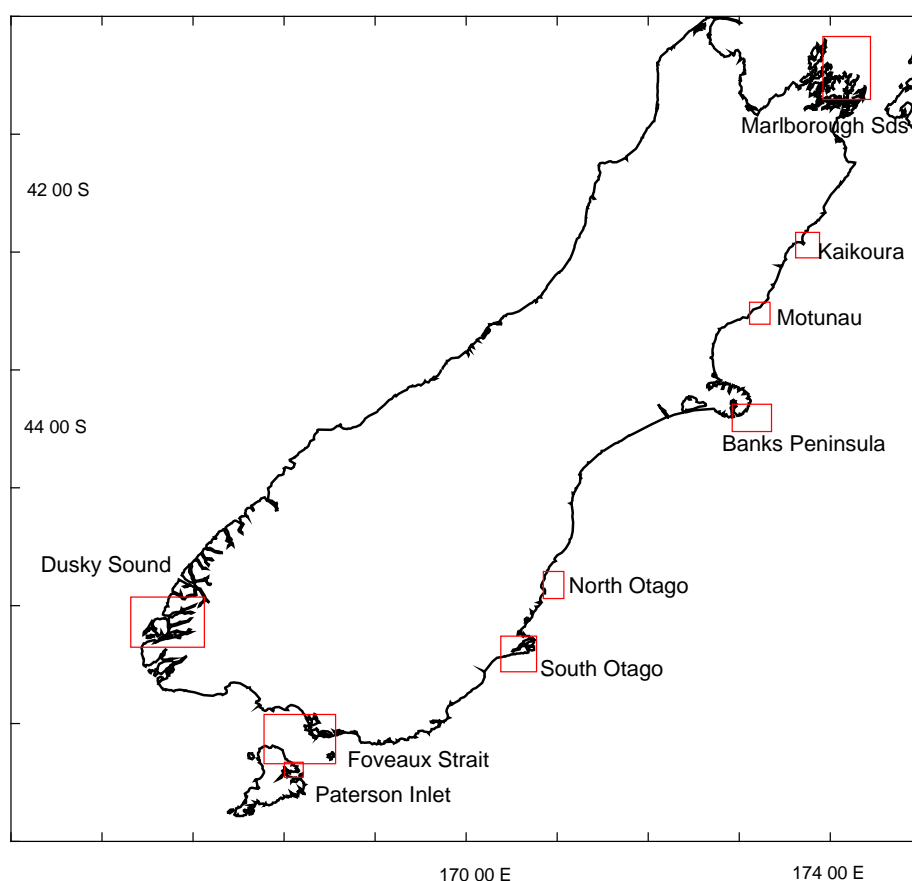 Marlborough Sds
42 00 S
Kaikoura
Motunau
44 00 S
Banks Peninsula
Dusky Sound
North Otago
South Otago
Foveaux Strait
Paterson Inlet
170 00 E
174 00 E